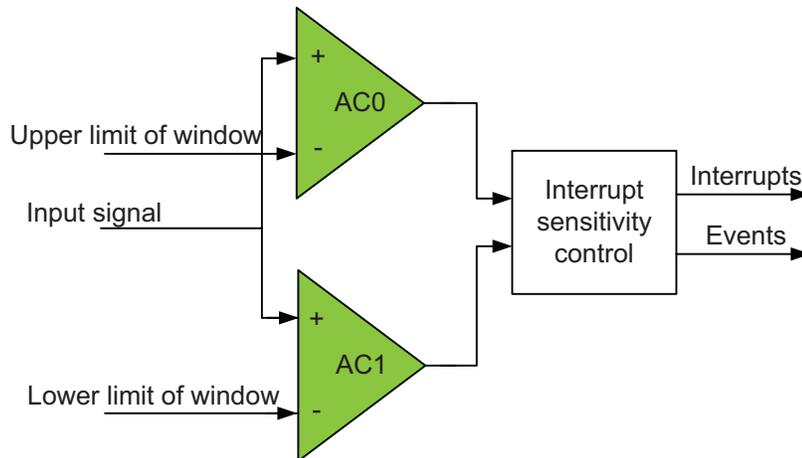 +
AC0
Upper limit of window
-
Input signal
Interrupt
sensitivity
control
Interrupts
Events
+
AC1
Lower limit of window
-